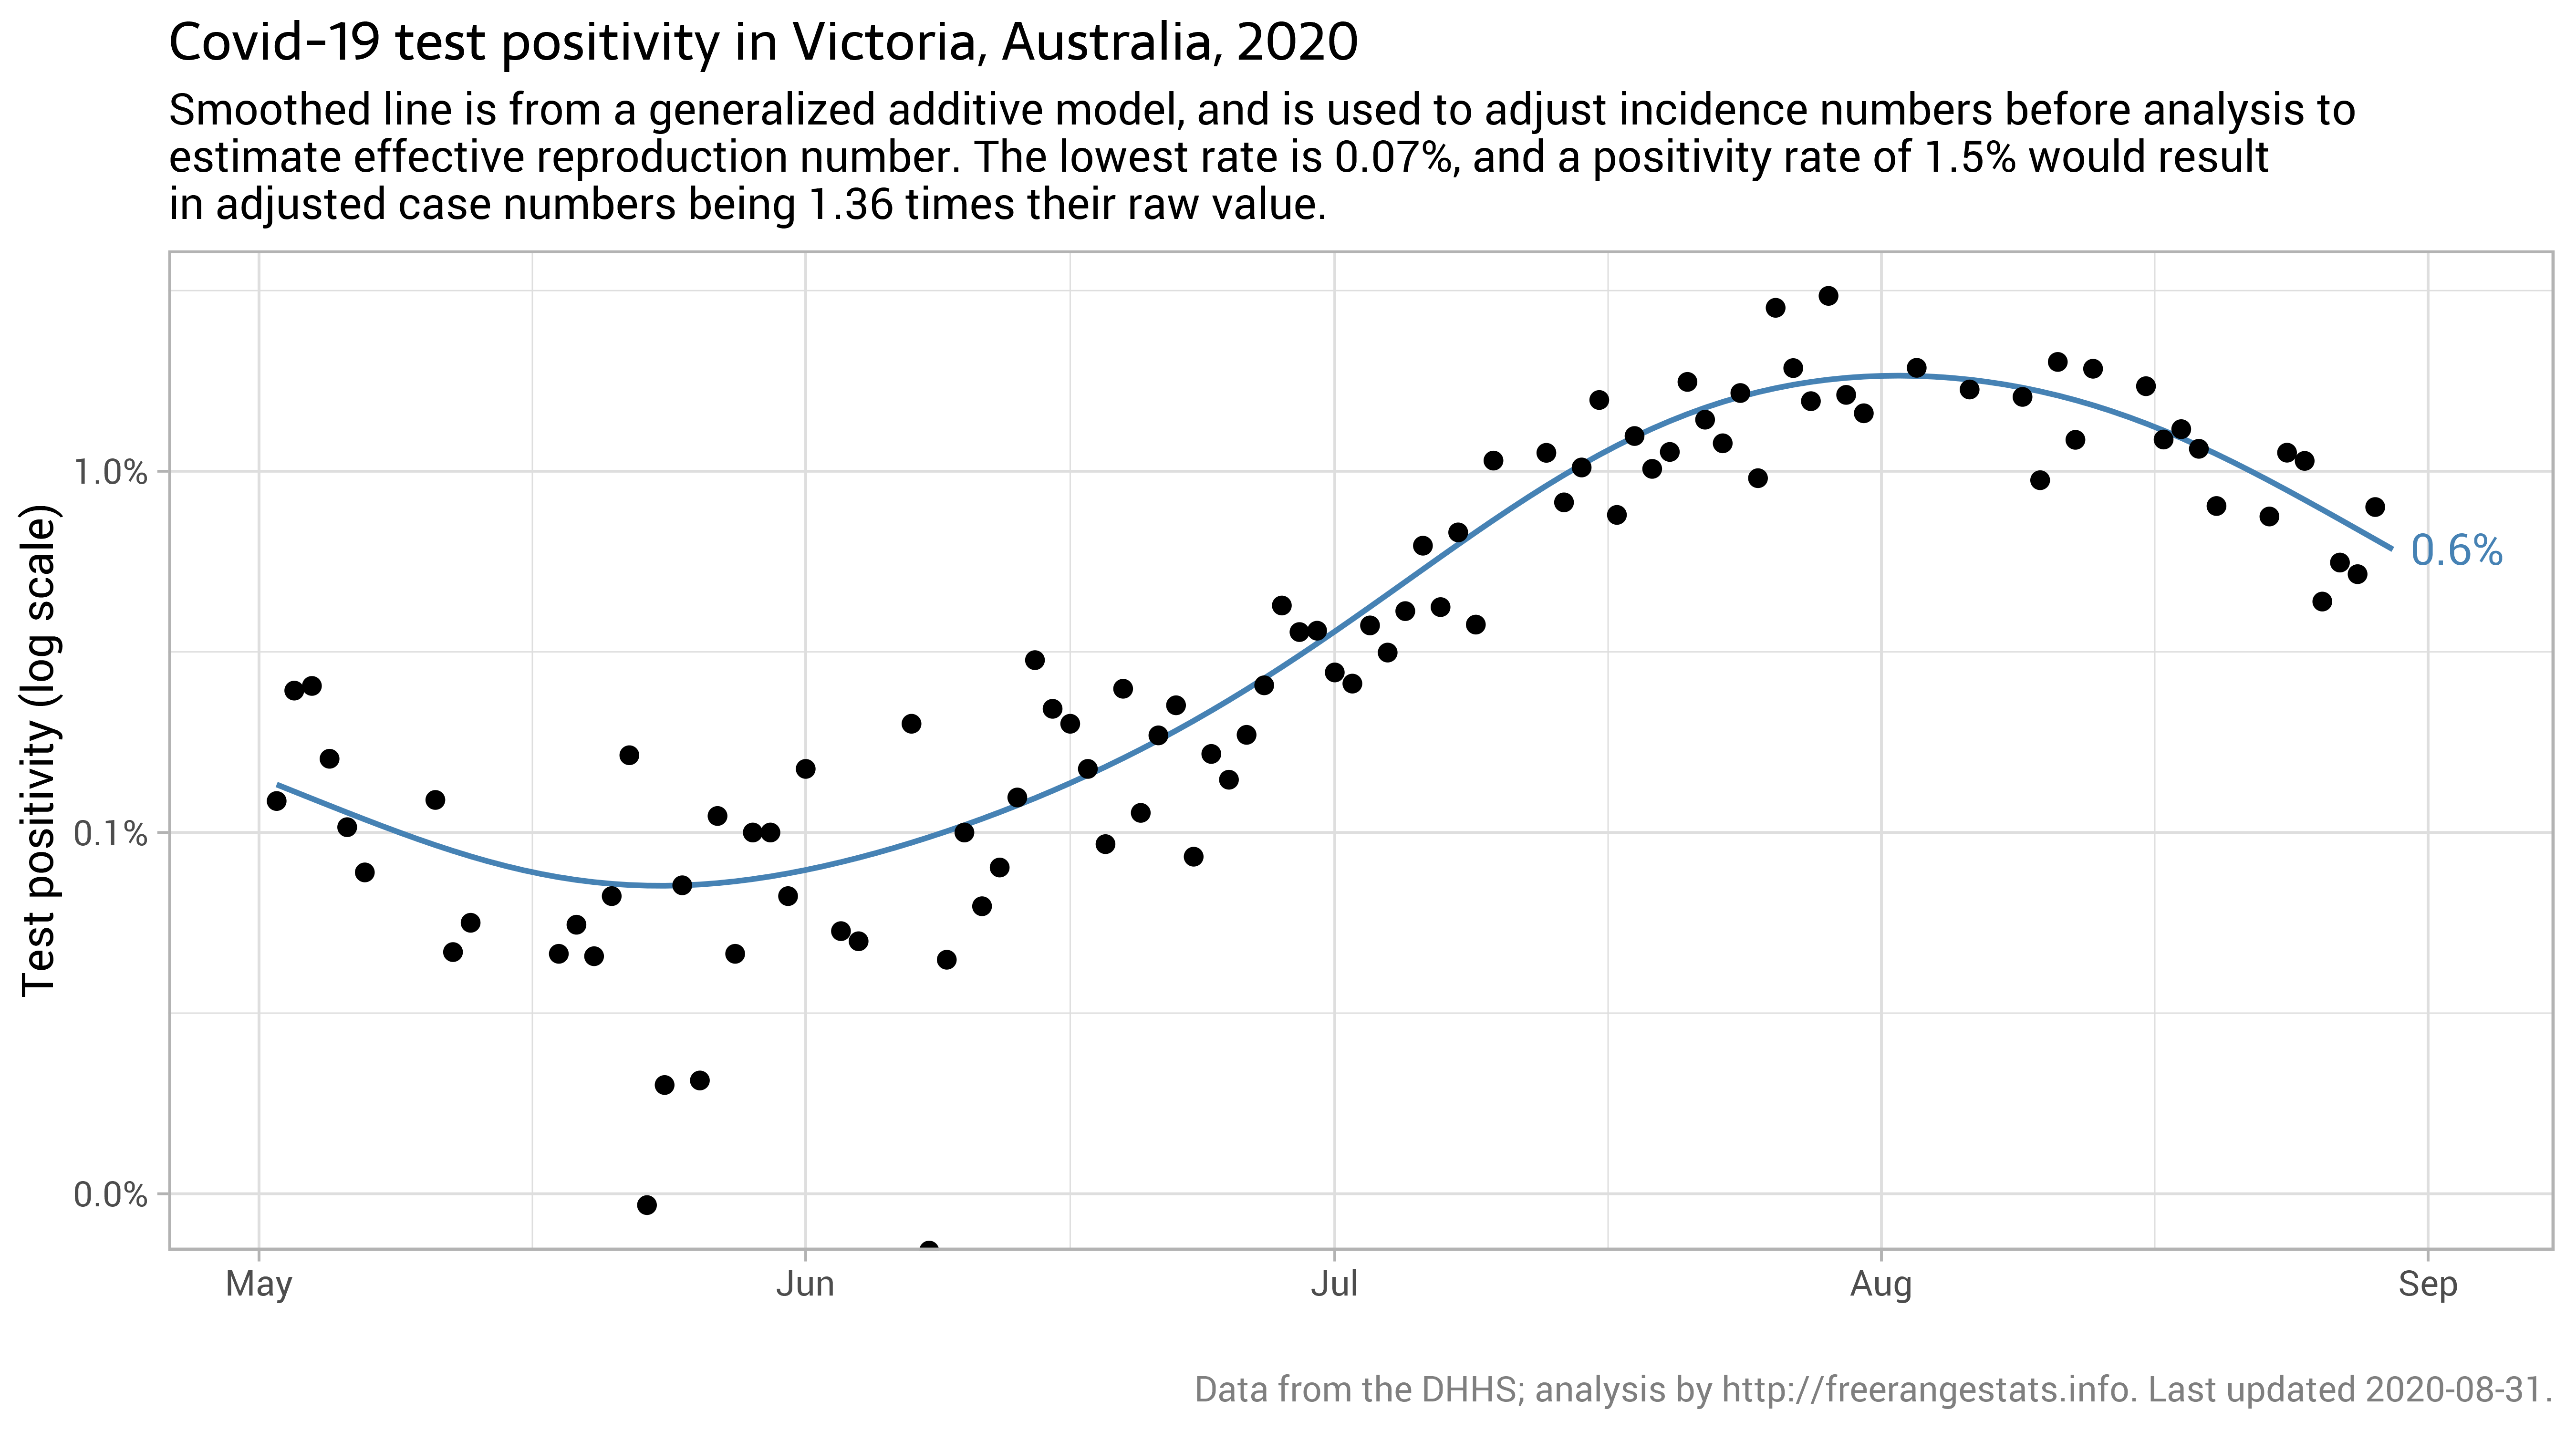 Covid-19 test positivity in Victoria, Australia, 2020
Smoothed line is from a generalized additive model, and is used to adjust incidence numbers before analysis to
estimate effective reproduction number. The lowest rate is 0.07%, and a positivity rate of 1.5% would result
in adjusted case numbers being 1.36 times their raw value.
Test positivity (log scale)
1.0%
0.1%
0.0%
0.6%
May
Jun
Jul
Aug
Sep
Data from the DHHS; analysis by http://freerangestats.info. Last updated 2020-08-31.